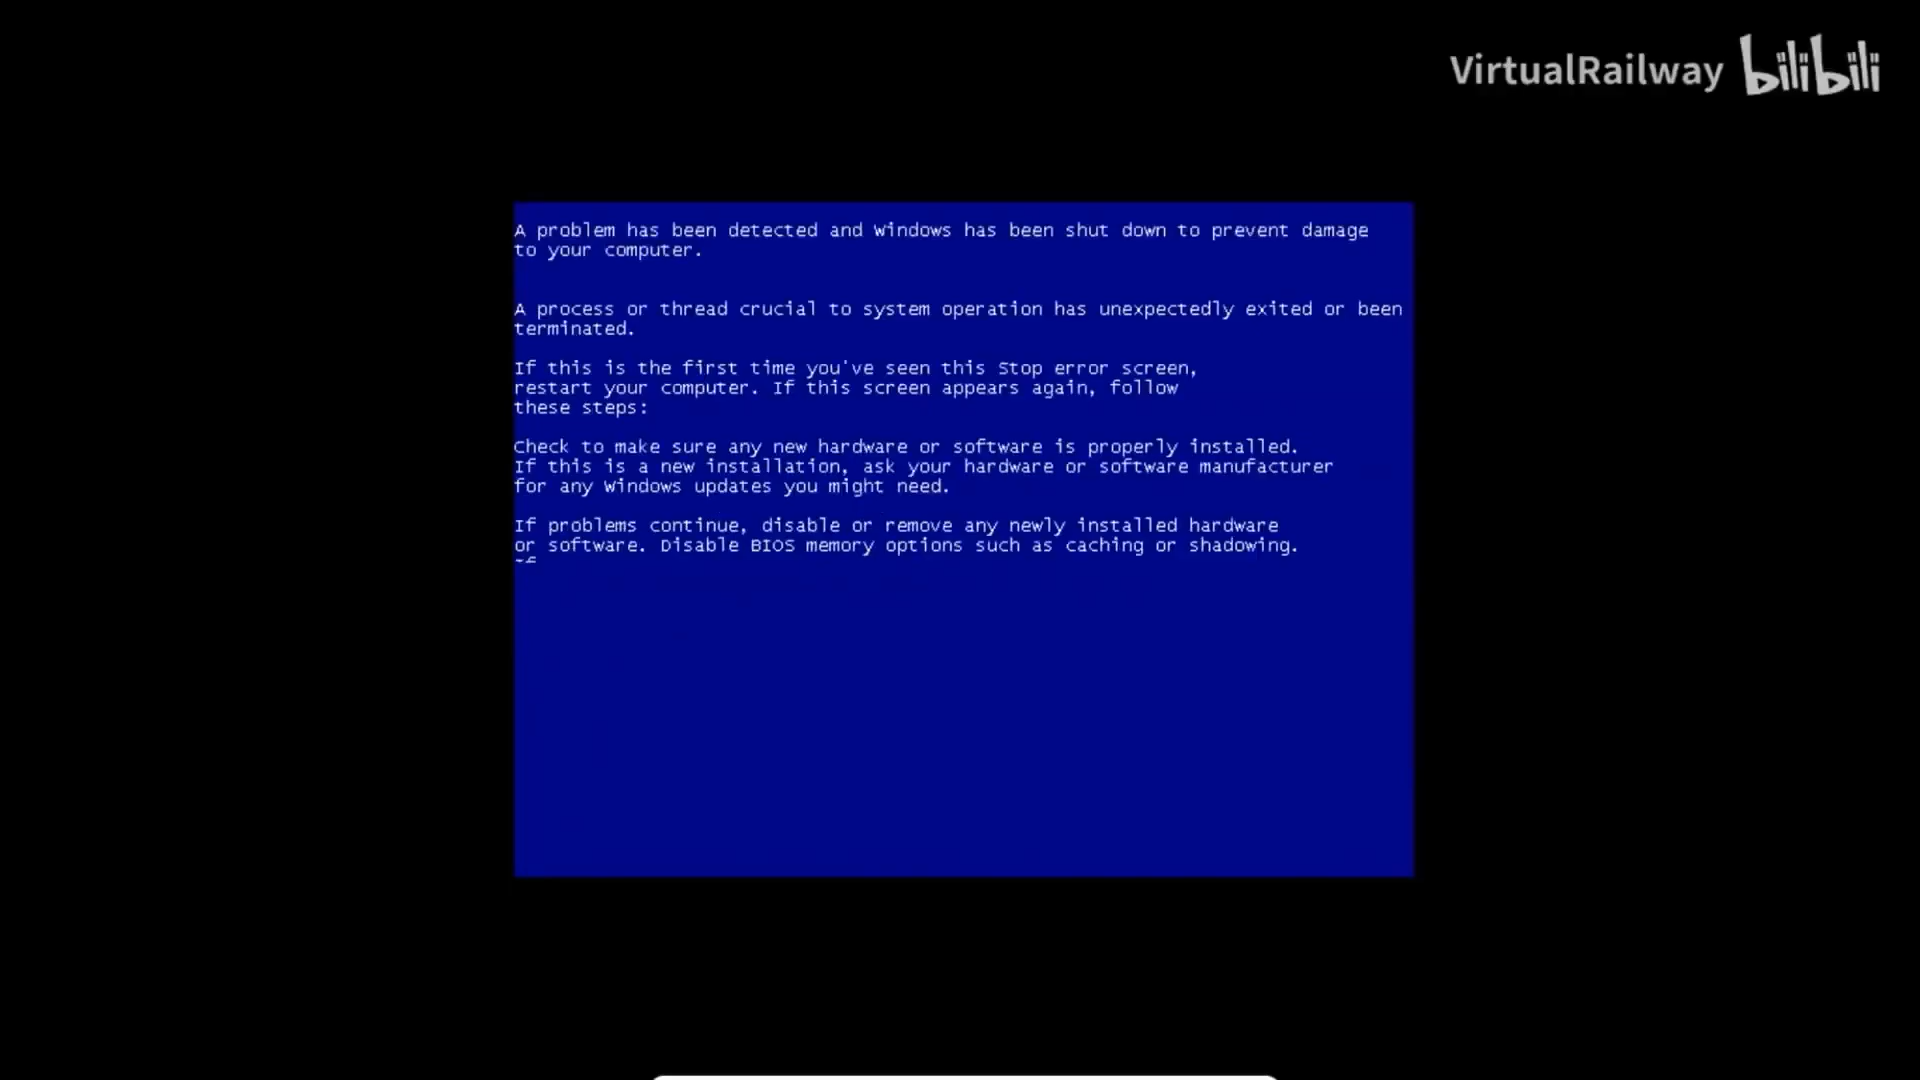 VirtualRailway bilibili
A problem has been detected and Windows has been shut down to prevent damage
to your computer.
A process or thread crucial to system operation has unexpectedly exited or been
terminated.
If this is the first time you've seen this Stop error screen,
restart your computer. If this screen appears again, follow
these steps:
Check to make sure any new hardware or software is properly installed.
If this is a new installation, ask your hardware or software manufacturer
for any Windows updates you might need.
If problems continue, disable or remove any newly installed hardware
or software. Disable BIOS memory options such as caching or shadowing.